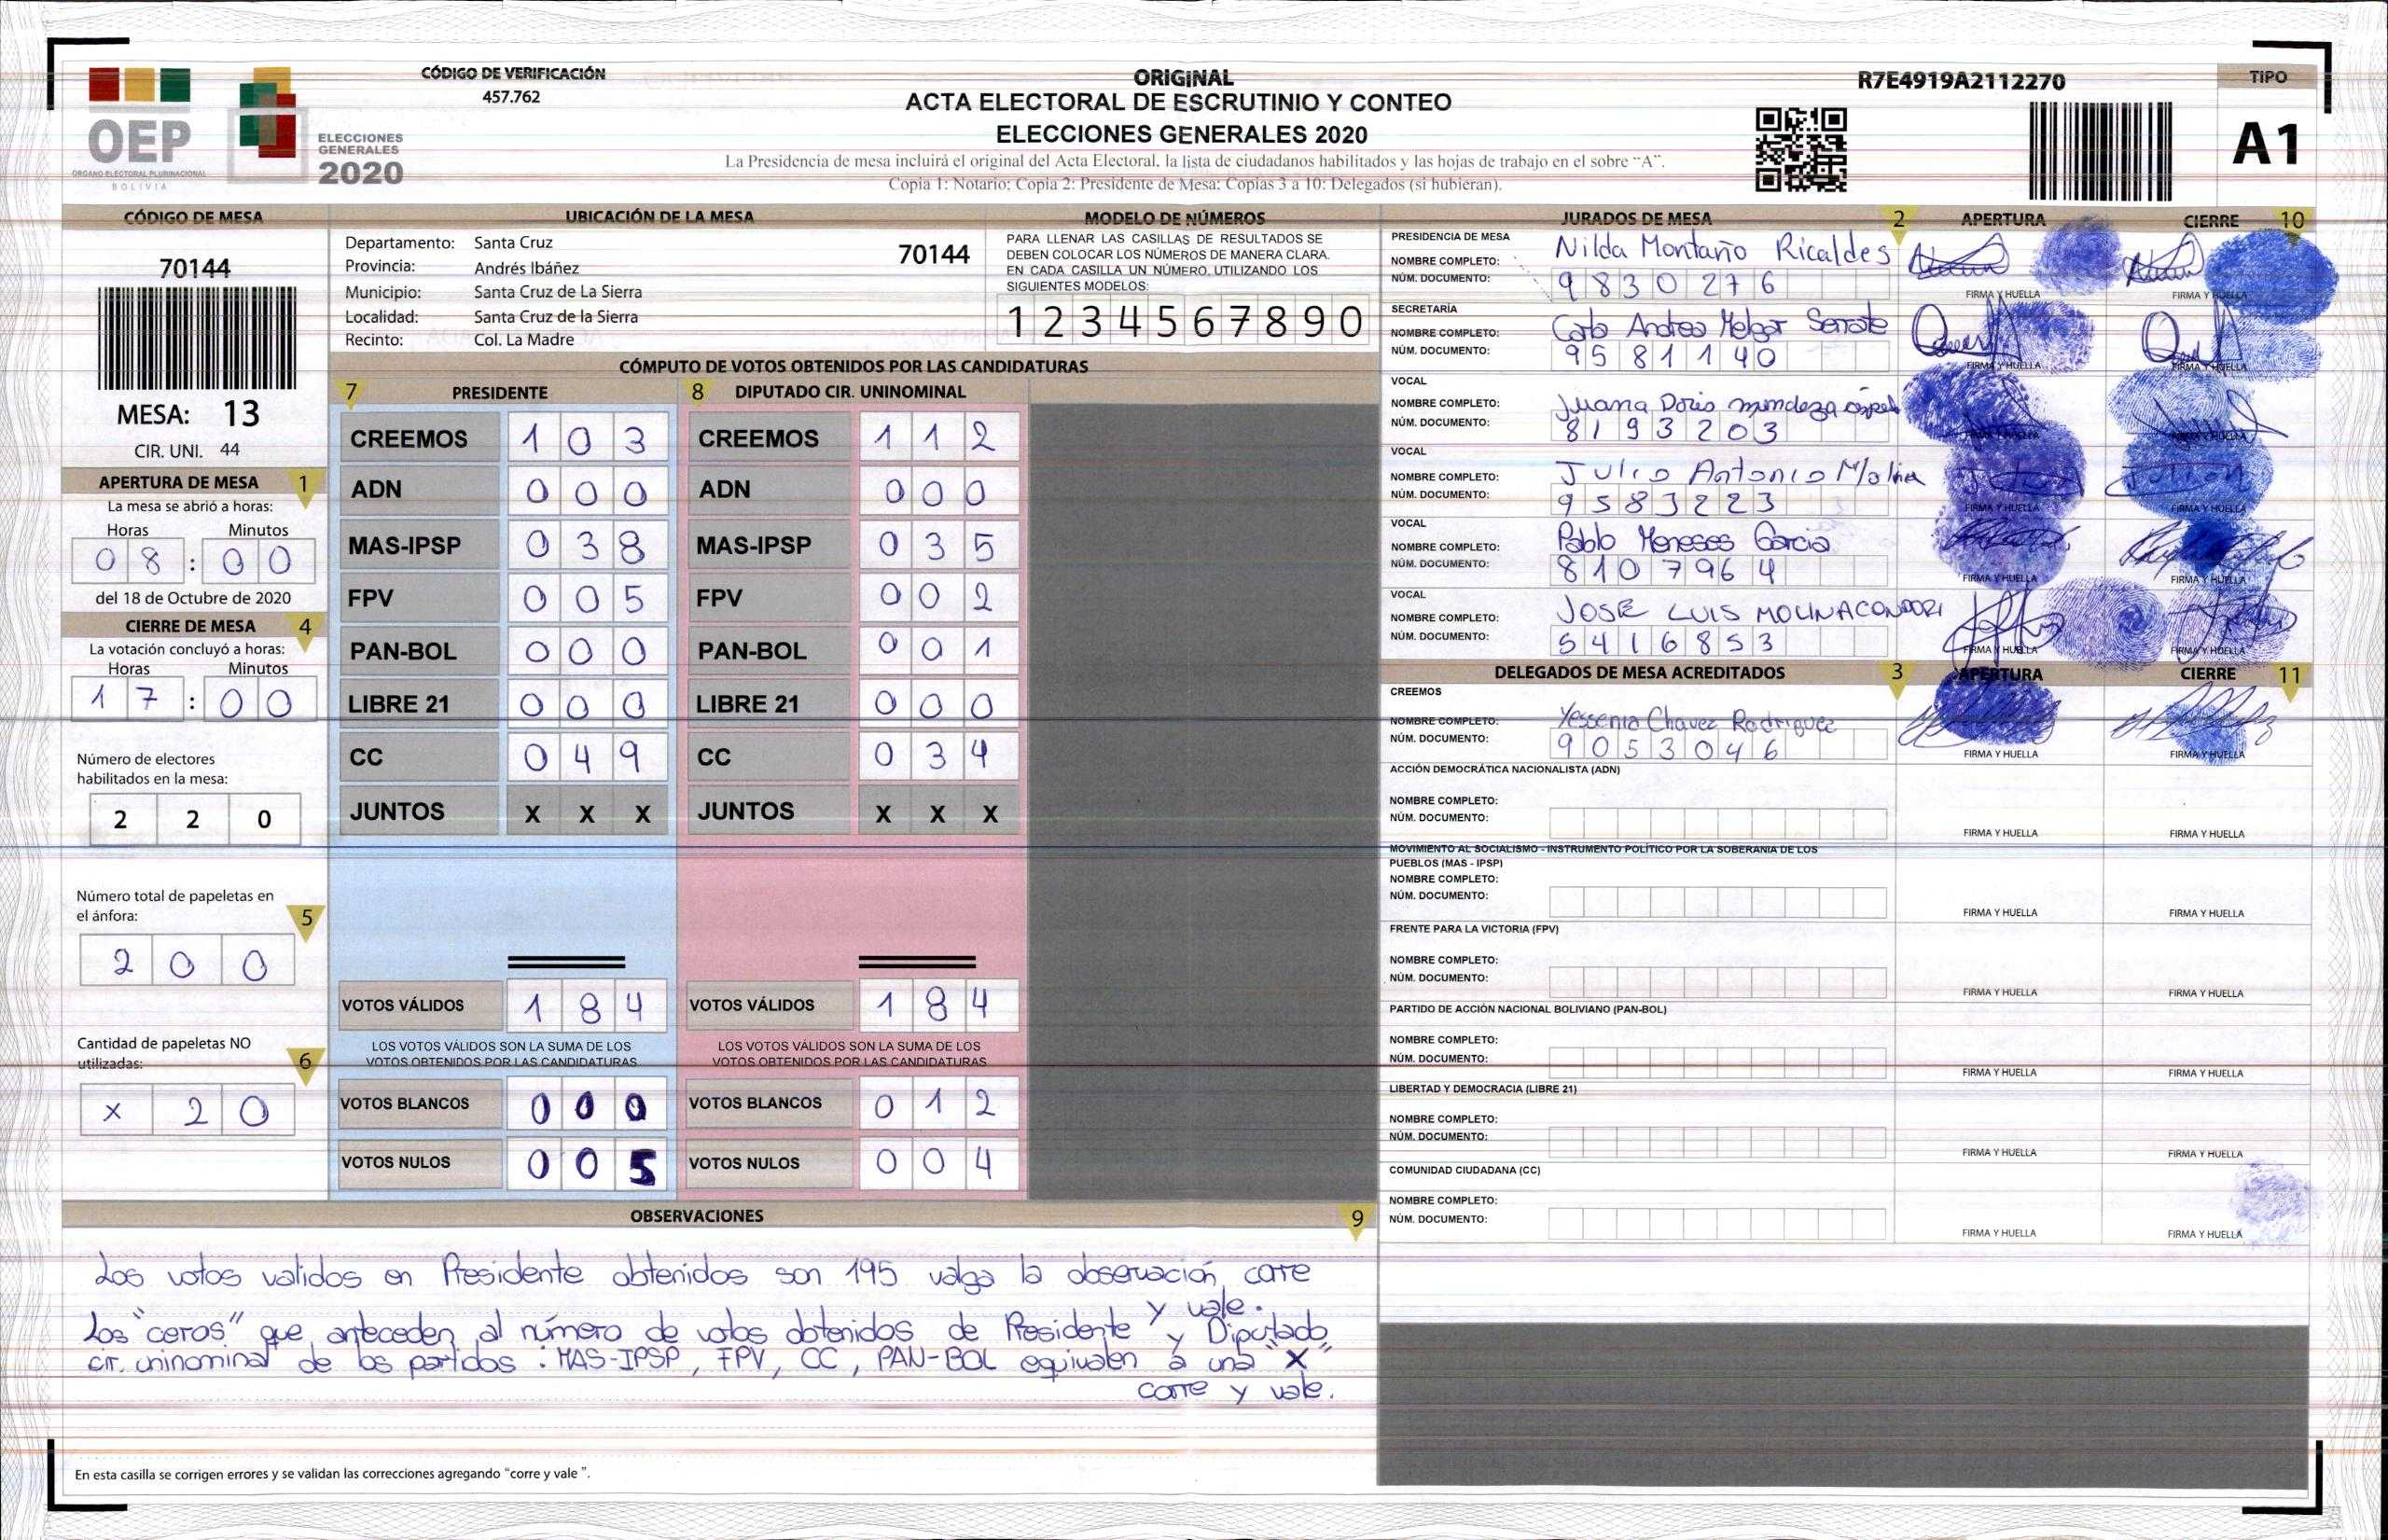 CÓDIGO DE VERIFICACIÓN
457.762
ORIGINAL
ACTA ELECTORAL DE ESCRUTINIO Y CONTEO
ELECCIONES GENERALES 2020
La Presidencia de mesa incluirá el original del Acta Electoral, la lista de ciudadanos habilitados y las hojas de trabajo en el sobre "A".
Copia 1: Notario; Copia 2: Presidente de Mesa; Copias 3 a 10: Delegados (si hubieran).
R7E4919A2112270
TIPO
A1
OEP
ÓRGANO ELECTORAL PLURINACIONAL
BOLIVIA
ELECCIONES
GENERALES
2020
CÓDIGO DE MESA
70144
MESA: 13
CIR. UNI. 44
APERTURA DE MESA 1
La mesa se abrió a horas:
Horas Minutos
0 8 : 0 0
del 18 de Octubre de 2020
CIERRE DE MESA 4
La votación concluyó a horas:
Horas Minutos
1 7 : 0 0
Número de electores
habilitados en la mesa:
2 2 0
Número total de papeletas en
el ánfora: 5
2 0 0
Cantidad de papeletas NO
utilizadas: 6
x 2 0
UBICACIÓN DE LA MESA
Departamento: Santa Cruz 70144
Provincia: Andrés Ibáñez
Municipio: Santa Cruz de La Sierra
Localidad: Santa Cruz de la Sierra
Recinto: Col. La Madre
MODELO DE NÚMEROS
PARA LLENAR LAS CASILLAS DE RESULTADOS SE
DEBEN COLOCAR LOS NÚMEROS DE MANERA CLARA.
EN CADA CASILLA UN NÚMERO, UTILIZANDO LOS
SIGUIENTES MODELOS:
1 2 3 4 5 6 7 8 9 0
CÓMPUTO DE VOTOS OBTENIDOS POR LAS CANDIDATURAS
7 PRESIDENTE 8 DIPUTADO CIR. UNINOMINAL
CREEMOS 1 0 3 CREEMOS 1 1 2
ADN 0 0 0 ADN 0 0 0
MAS-IPSP 0 3 8 MAS-IPSP 0 3 5
FPV 0 0 5 FPV 0 0 2
PAN-BOL 0 0 0 PAN-BOL 0 0 1
LIBRE 21 0 0 0 LIBRE 21 0 0 0
CC 0 4 9 CC 0 3 4
JUNTOS X X X JUNTOS X X X
VOTOS VÁLIDOS 1 8 4 VOTOS VÁLIDOS 1 8 4
LOS VOTOS VÁLIDOS SON LA SUMA DE LOS LOS VOTOS VÁLIDOS SON LA SUMA DE LOS
VOTOS OBTENIDOS POR LAS CANDIDATURAS VOTOS OBTENIDOS POR LAS CANDIDATURAS
VOTOS BLANCOS 0 0 0 VOTOS BLANCOS 0 1 2
VOTOS NULOS 0 0 5 VOTOS NULOS 0 0 4
OBSERVACIONES 9
Los votos validos en Presidente obtenidos son 195 valga la observación corre
y vale.
Los "ceros" que anteceden al número de votos obtenidos de Presidente y Diputado
cir. uninominal de los partidos : MAS-IPSP, FPV, CC, PAN-BOL equivalen a una "X"
corre y vale.
En esta casilla se corrigen errores y se validan las correcciones agregando "corre y vale ".
JURADOS DE MESA 2 APERTURA CIERRE 10
PRESIDENCIA DE MESA
NOMBRE COMPLETO: Nilda Montaño Ricaldes
NÚM. DOCUMENTO: 9830276
FIRMA Y HUELLA FIRMA Y HUELLA
SECRETARÍA
NOMBRE COMPLETO: Andrea Melgar Serrate
NÚM. DOCUMENTO: 9581140
FIRMA Y HUELLA FIRMA Y HUELLA
VOCAL
NOMBRE COMPLETO: Juana Doris mendoza
NÚM. DOCUMENTO: 8193203
VOCAL
NOMBRE COMPLETO: Julio Antonio Molina
NÚM. DOCUMENTO: 9583223
FIRMA Y HUELLA FIRMA Y HUELLA
VOCAL
NOMBRE COMPLETO: Pablo Meneses Garcia
NÚM. DOCUMENTO: 8107964
FIRMA Y HUELLA FIRMA Y HUELLA
VOCAL
NOMBRE COMPLETO: JOSE LUIS MOLINA CONDORI
NÚM. DOCUMENTO: 5416853
FIRMA Y HUELLA FIRMA Y HUELLA
DELEGADOS DE MESA ACREDITADOS 3 APERTURA CIERRE 11
CREEMOS
NOMBRE COMPLETO: Yessenia Chavez Rodriguez
NÚM. DOCUMENTO: 9053046
FIRMA Y HUELLA FIRMA Y HUELLA
ACCIÓN DEMOCRÁTICA NACIONALISTA (ADN)
NOMBRE COMPLETO:
NÚM. DOCUMENTO:
FIRMA Y HUELLA FIRMA Y HUELLA
MOVIMIENTO AL SOCIALISMO - INSTRUMENTO POLÍTICO POR LA SOBERANÍA DE LOS
PUEBLOS (MAS - IPSP)
NOMBRE COMPLETO:
NÚM. DOCUMENTO:
FIRMA Y HUELLA FIRMA Y HUELLA
FRENTE PARA LA VICTORIA (FPV)
NOMBRE COMPLETO:
NÚM. DOCUMENTO:
FIRMA Y HUELLA FIRMA Y HUELLA
PARTIDO DE ACCIÓN NACIONAL BOLIVIANO (PAN-BOL)
NOMBRE COMPLETO:
NÚM. DOCUMENTO:
FIRMA Y HUELLA FIRMA Y HUELLA
LIBERTAD Y DEMOCRACIA (LIBRE 21)
NOMBRE COMPLETO:
NÚM. DOCUMENTO:
FIRMA Y HUELLA FIRMA Y HUELLA
COMUNIDAD CIUDADANA (CC)
NOMBRE COMPLETO:
NÚM. DOCUMENTO:
FIRMA Y HUELLA FIRMA Y HUELLA